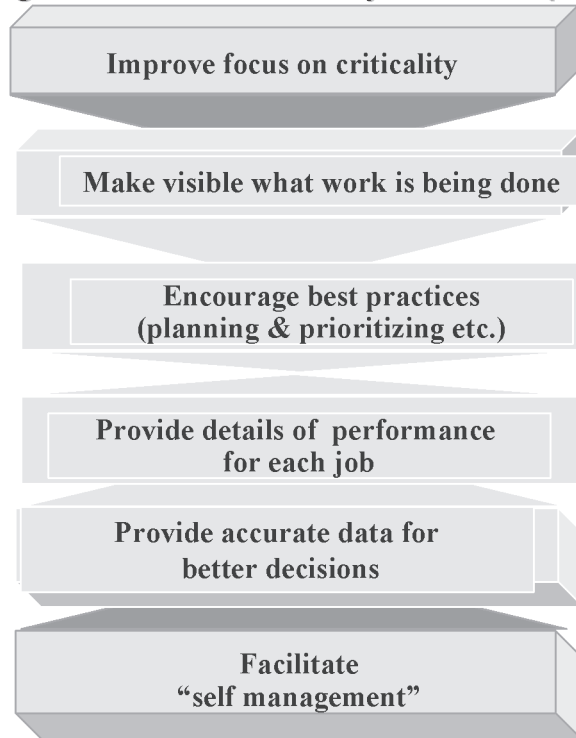 Improve focus on criticality
Make visible what work is being done
Encourage best practices
(planning & prioritizing etc.)
Provide details of performance
for each job
Provide accurate data for
better decisions
Facilitate
“self management”